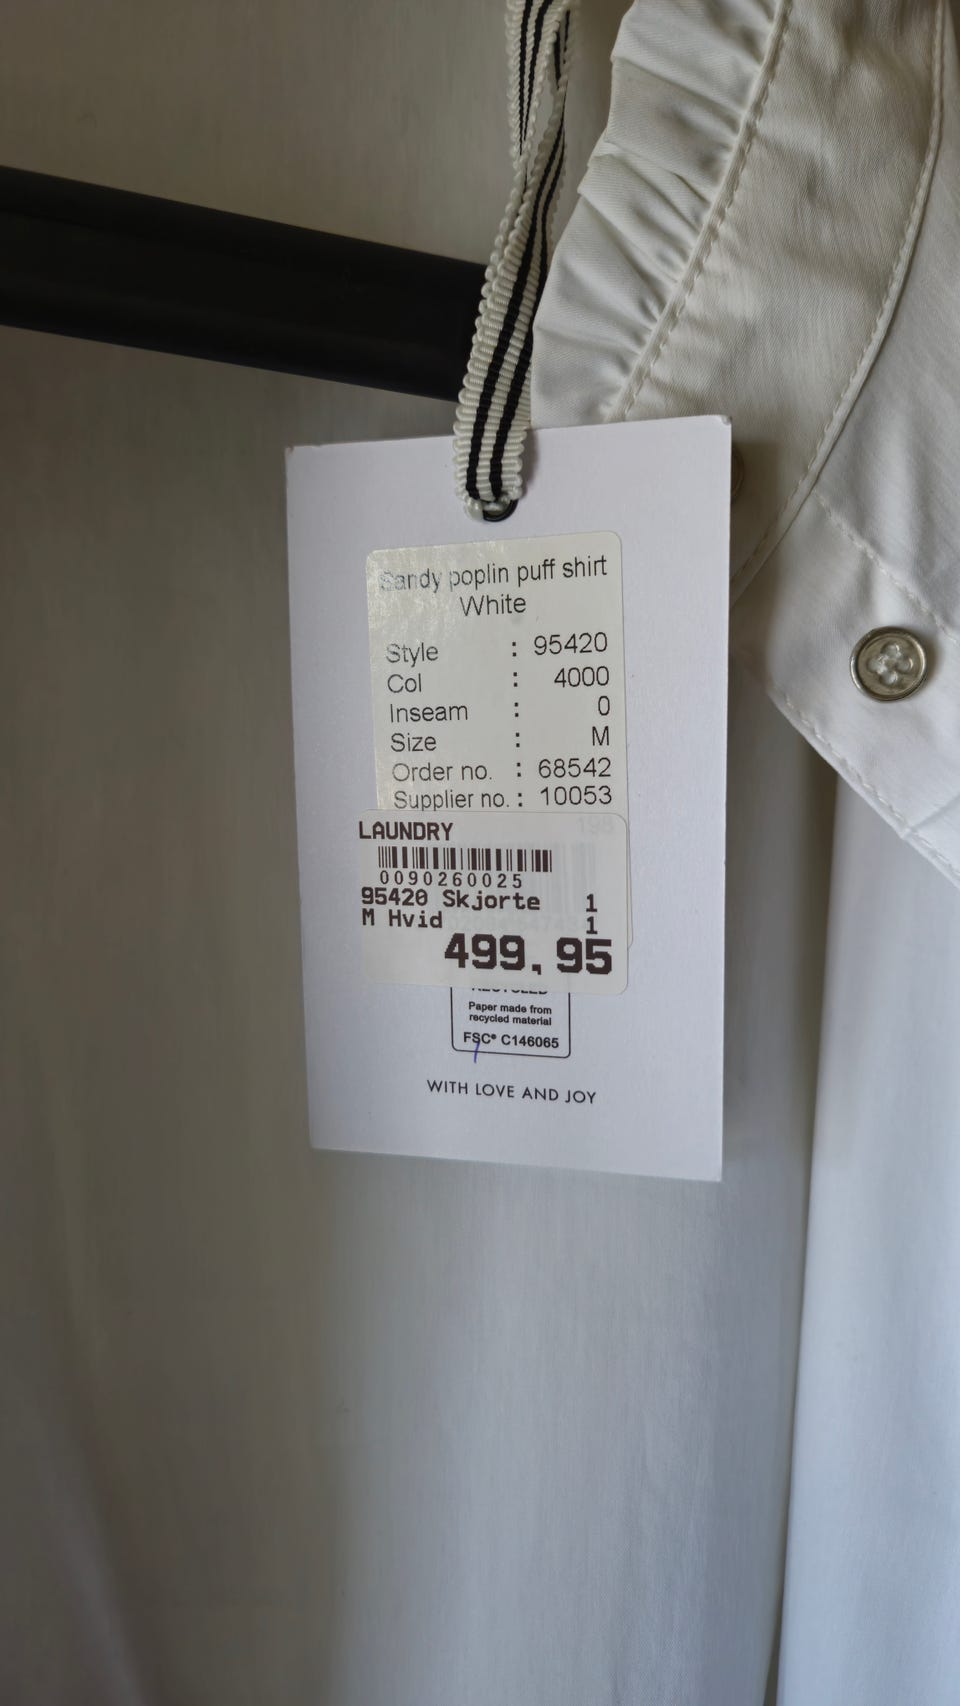 Sandy poplin puff shirt
White
Style : 95420
Col : 4000
Inseam : 0
Size : M
Order no. : 68542
Supplier no. : 10053
198
LAUNDRY
0090260025
95420 Skjorte 1
M Hvid 1
499,95
RECYCLED
Paper made from
recycled material
FSC® C146065
WITH LOVE AND JOY